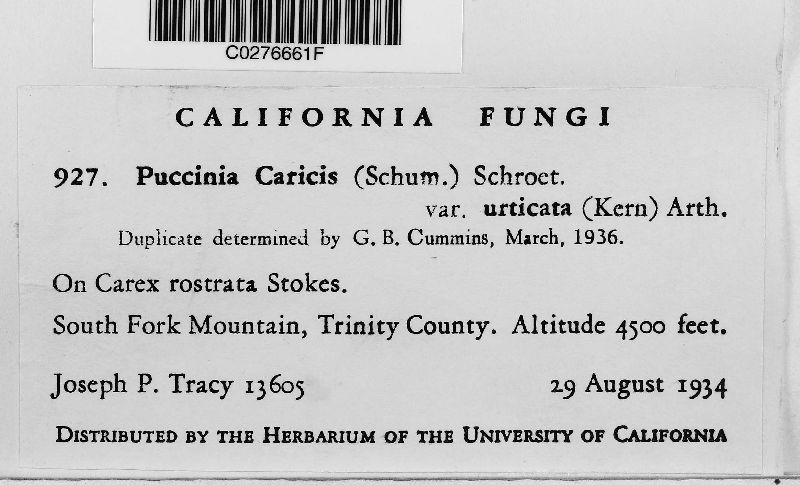 C0276661F
CALIFORNIA FUNGI
927. Puccinia Caricis (Schum.) Schroet.
var. urticata (Kern) Arth.
Duplicate determined by G. B. Cummins, March, 1936.
On Carex rostrata Stokes.
South Fork Mountain, Trinity County. Altitude 4500 feet.
Joseph P. Tracy 13605 29 August 1934
DISTRIBUTED BY THE HERBARIUM OF THE UNIVERSITY OF CALIFORNIA